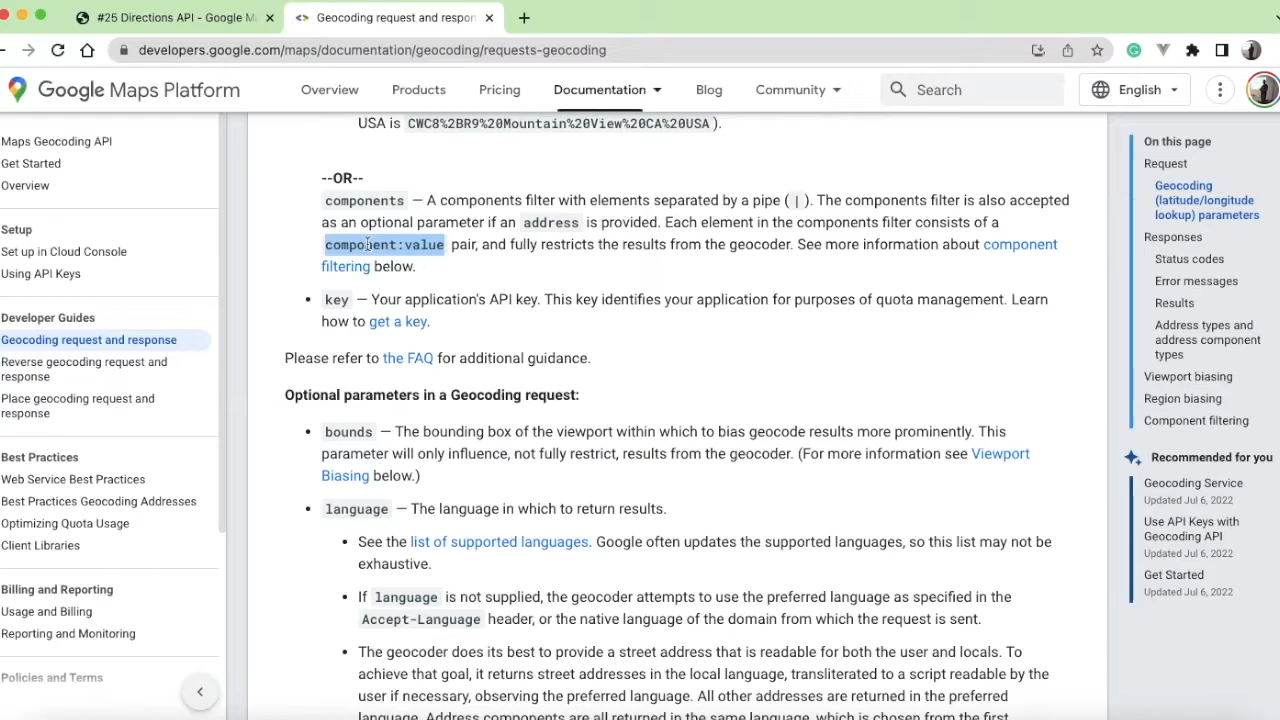 #25 Directions API - Google M
Geocoding request and respon
developers.google.com/maps/documentation/geocoding/requests-geocoding
Google Maps Platform
Overview
Products
Pricing
Documentation
Blog
Community
Search
English
Maps Geocoding API
Get Started
Overview
Setup
Set up in Cloud Console
Using API Keys
Developer Guides
Geocoding request and response
Reverse geocoding request and
response
Place geocoding request and
response
Best Practices
Web Service Best Practices
Best Practices Geocoding Addresses
Optimizing Quota Usage
Client Libraries
Billing and Reporting
Usage and Billing
Reporting and Monitoring
Policies and Terms
USA is CWC8%2BR9%20Mountain%20View%20CA%20USA ).
--OR--
components — A components filter with elements separated by a pipe ( | ). The components filter is also accepted
as an optional parameter if an address is provided. Each element in the components filter consists of a
component:value pair, and fully restricts the results from the geocoder. See more information about component
filtering below.
• key — Your application's API key. This key identifies your application for purposes of quota management. Learn
how to get a key.
Please refer to the FAQ for additional guidance.
Optional parameters in a Geocoding request:
• bounds — The bounding box of the viewport within which to bias geocode results more prominently. This
parameter will only influence, not fully restrict, results from the geocoder. (For more information see Viewport
Biasing below.)
• language — The language in which to return results.
• See the list of supported languages. Google often updates the supported languages, so this list may not be
exhaustive.
• If language is not supplied, the geocoder attempts to use the preferred language as specified in the
Accept-Language header, or the native language of the domain from which the request is sent.
• The geocoder does its best to provide a street address that is readable for both the user and locals. To
achieve that goal, it returns street addresses in the local language, transliterated to a script readable by the
user if necessary, observing the preferred language. All other addresses are returned in the preferred
language. Address components are all returned in the same language, which is chosen from the first
On this page
Request
Geocoding
(latitude/longitude
lookup) parameters
Responses
Status codes
Error messages
Results
Address types and
address component
types
Viewport biasing
Region biasing
Component filtering
Recommended for you
Geocoding Service
Updated Jul 6, 2022
Use API Keys with
Geocoding API
Updated Jul 6, 2022
Get Started
Updated Jul 6, 2022